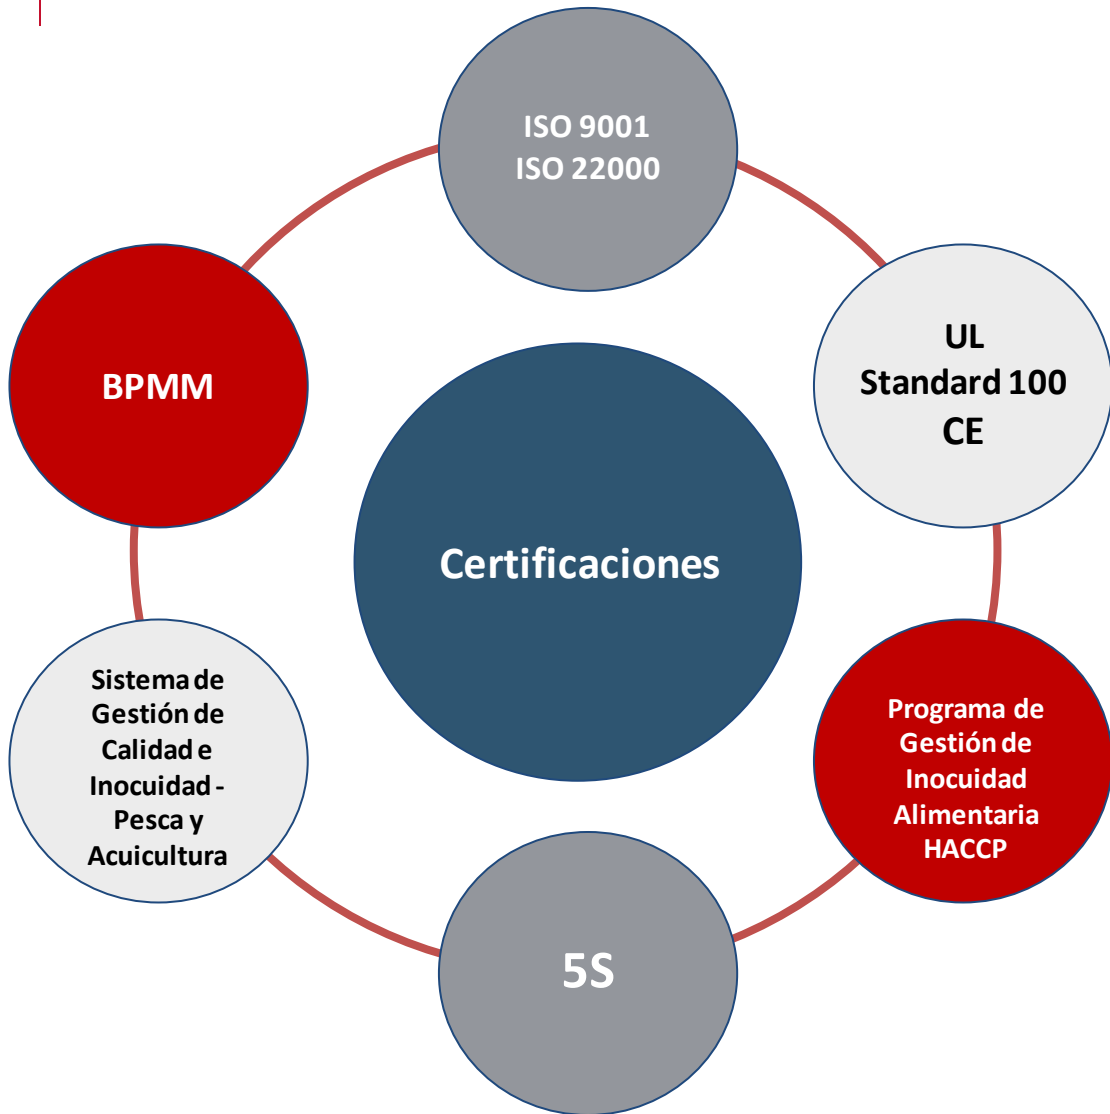 ISO 9001
ISO 22000
UL
Standard 100
CE
Programa de
Gestión de
Inocuidad
Alimentaria
HACCP
5S
Sistema de
Gestión de
Calidad e
Inocuidad -
Pesca y
Acuicultura
BPMM
Certificaciones